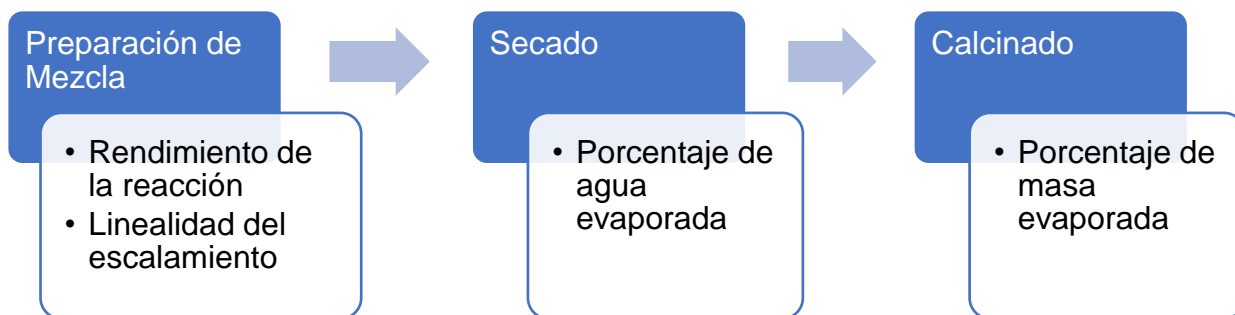 Preparación de
Mezcla
• Rendimiento de
la reacción
• Linealidad del
escalamiento
Secado
• Porcentaje de
agua
evaporada
Calcinado
• Porcentaje de
masa
evaporada